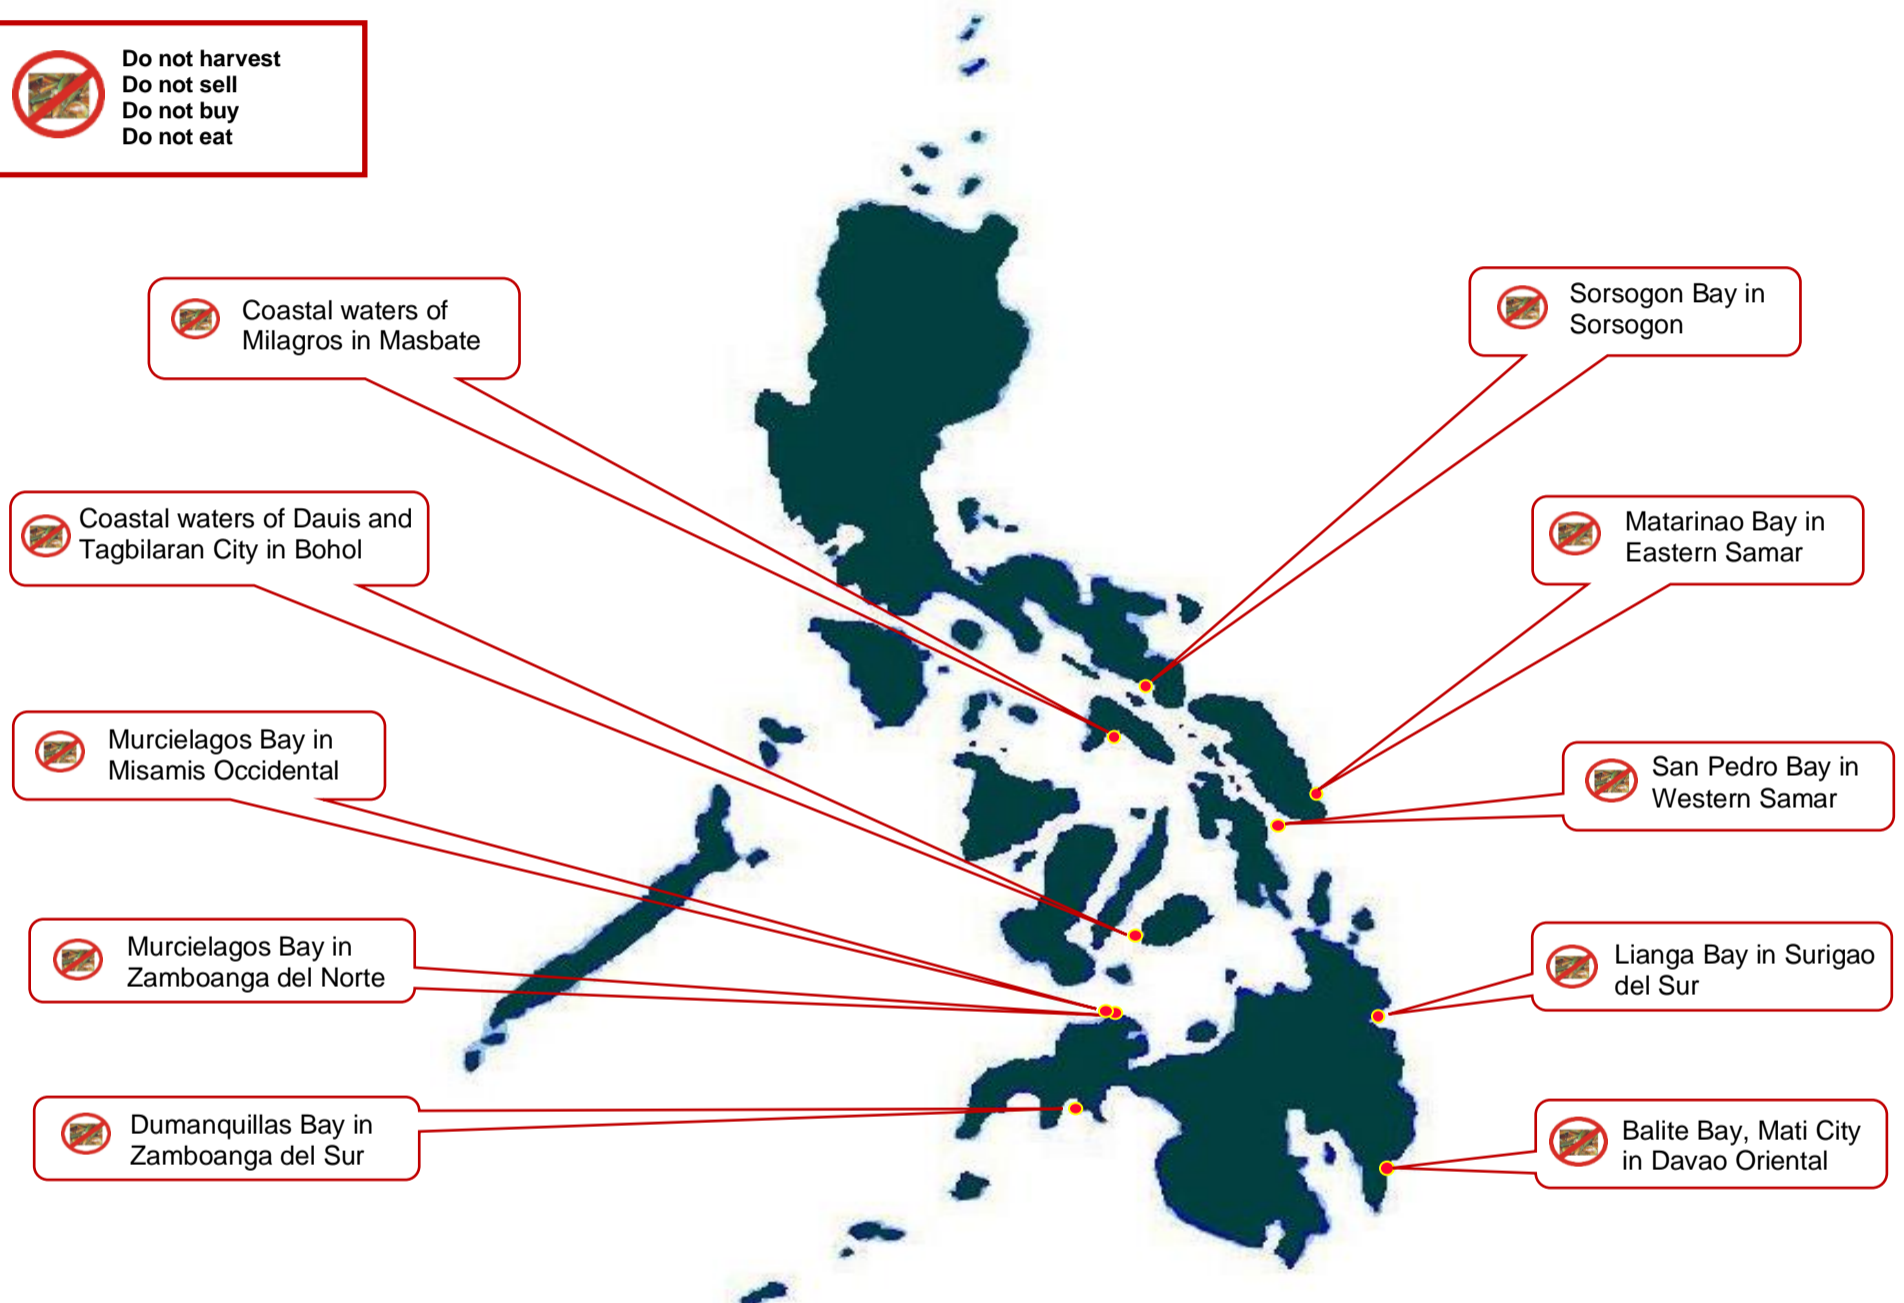 Do not harvest
Do not sell
Do not buy
Do not eat
Coastal waters of
Milagros in Masbate
Coastal waters of Dauis and
Tagbilaran City in Bohol
Murcielagos Bay in
Misamis Occidental
Murcielagos Bay in
Zamboanga del Norte
Dumanquillas Bay in
Zamboanga del Sur
Sorsogon Bay in
Sorsogon
Matarinao Bay in
Eastern Samar
San Pedro Bay in
Western Samar
Lianga Bay in Surigao
del Sur
Balite Bay, Mati City
in Davao Oriental